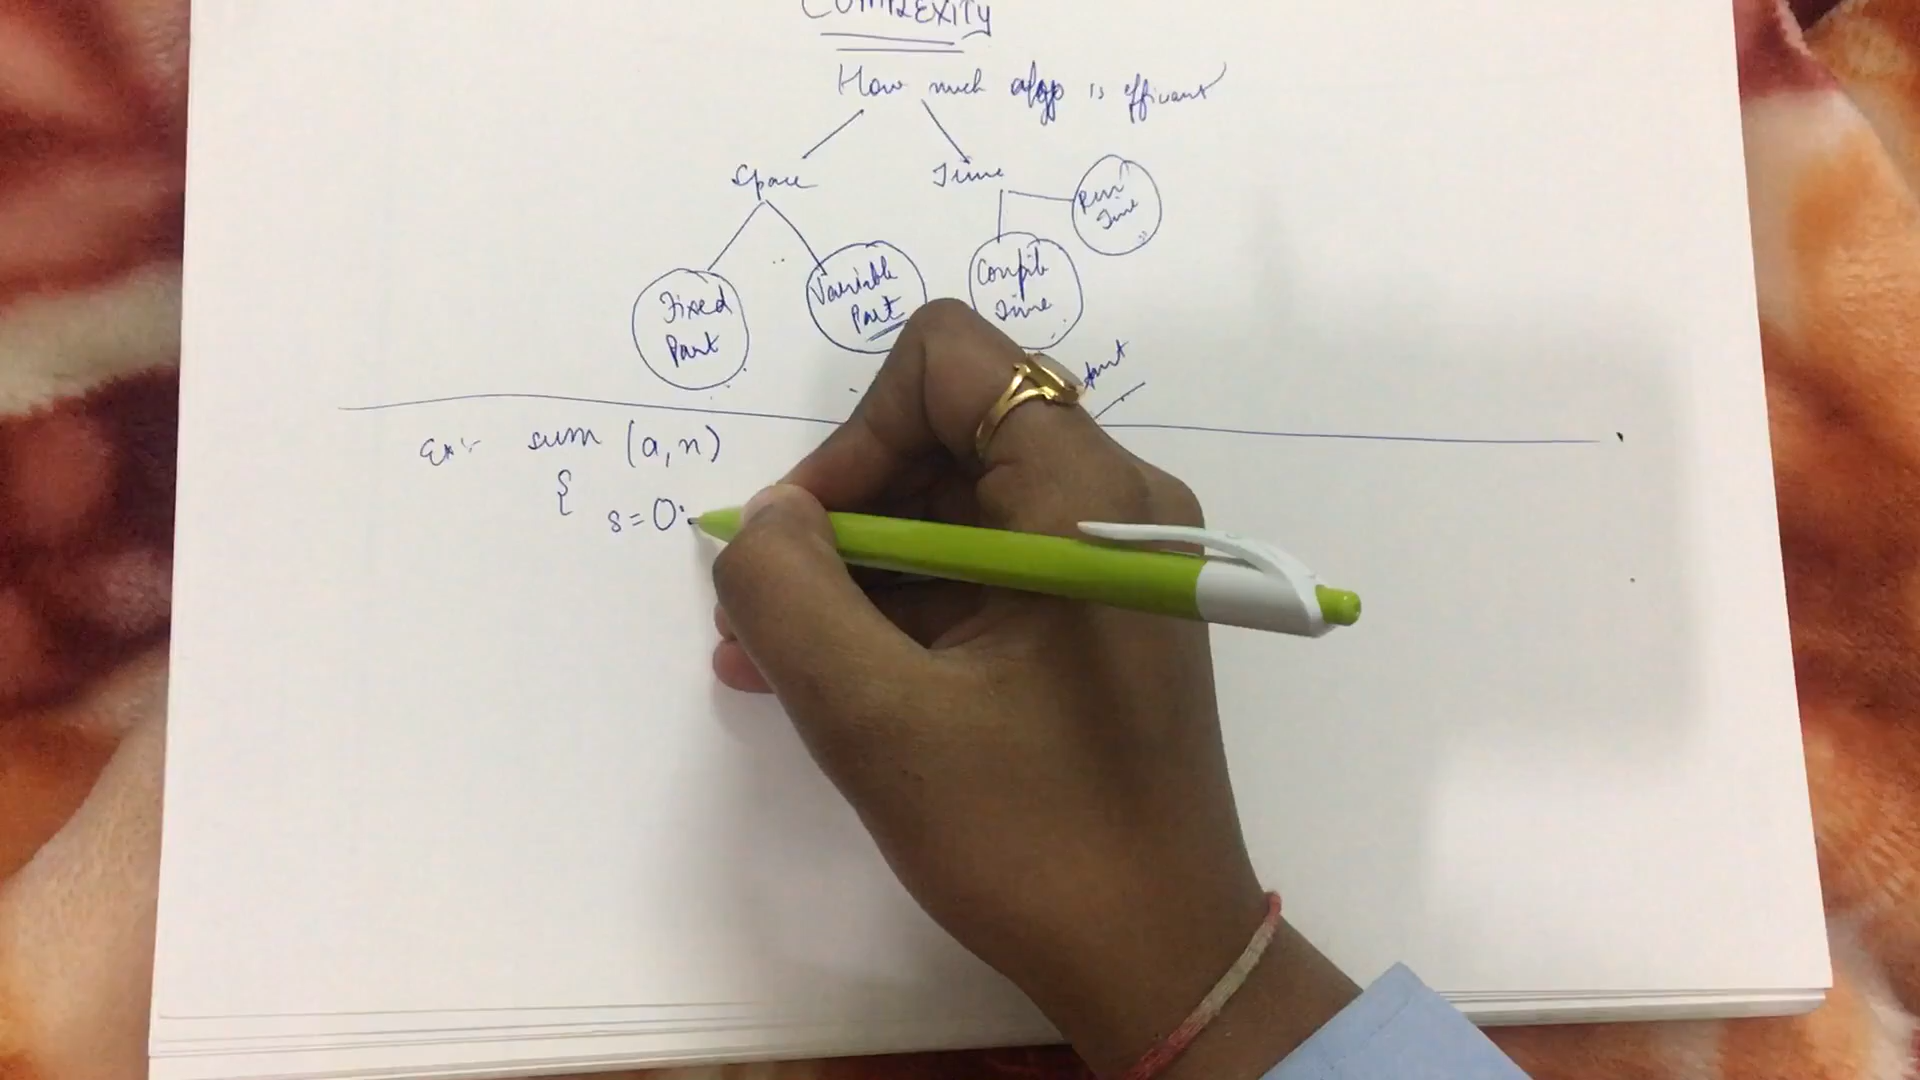 COMPLEXITY
How much algo is efficient
Space Time
Run Time
Variable Part
Compile Time
Fixed Part
Ex:- sum (a,n)
{
s=0;